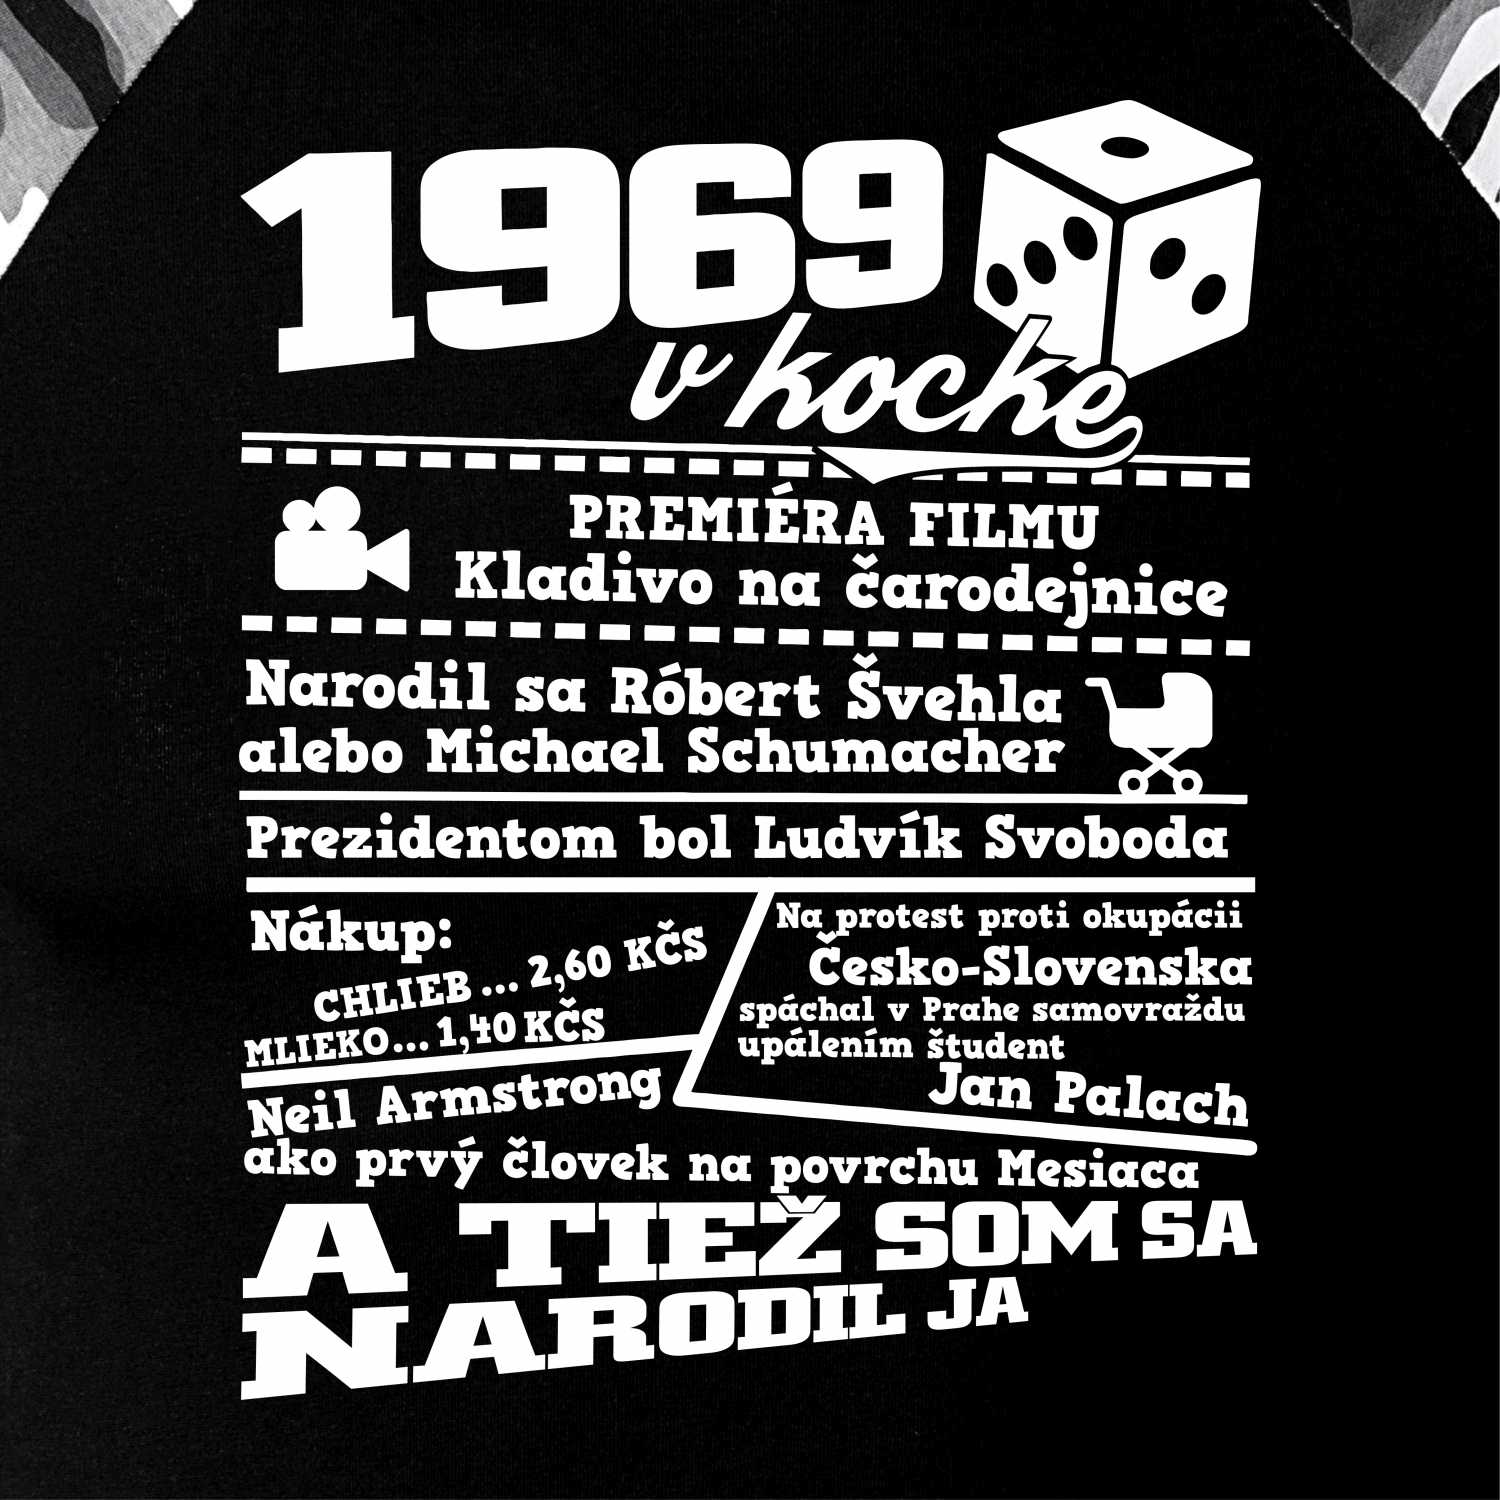 1969
v kocke
PREMIÉRA FILMU
Kladivo na čarodejnice
Narodil sa Róbert Švehla
alebo Michael Schumacher
Prezidentom bol Ludvík Svoboda
Nákup:
CHLIEB... 2,60 KČS
MLIEKO... 1,40 KČS
Na protest proti okupácii
Česko-Slovenska
spáchal v Prahe samovraždu
upálením študent
Jan Palach
Neil Armstrong
ako prvý človek na povrchu Mesiaca
A TIEŽ SOM SA
NARODIL JA